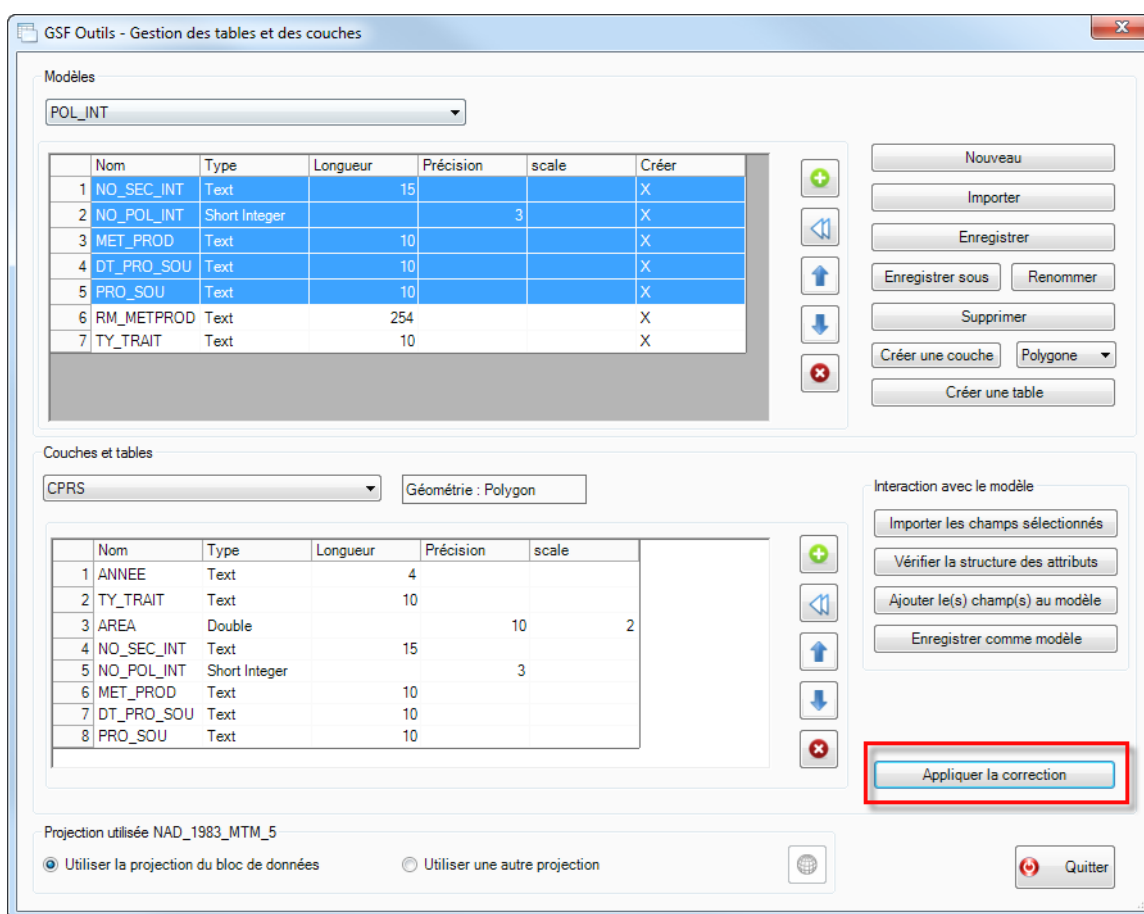 GSF Outils - Gestion des tables et des couches
Modèles
POL_INT
Nom Type Longueur Précision scale Créer
1 NO_SEC_INT Text 15 X
2 NO_POL_INT Short Integer 3 X
3 MET_PROD Text 10 X
4 DT_PRO_SOU Text 10 X
5 PRO_SOU Text 10 X
6 RM_METPROD Text 254 X
7 TY_TRAIT Text 10 X
Nouveau
Importer
Enregistrer
Enregistrer sous Renommer
Supprimer
Créer une couche Polygone
Créer une table
Couches et tables
CPRS Géométrie : Polygon
Nom Type Longueur Précision scale
1 ANNEE Text 4
2 TY_TRAIT Text 10
3 AREA Double 10 2
4 NO_SEC_INT Text 15
5 NO_POL_INT Short Integer 3
6 MET_PROD Text 10
7 DT_PRO_SOU Text 10
8 PRO_SOU Text 10
Interaction avec le modèle
Importer les champs sélectionnés
Vérifier la structure des attributs
Ajouter le(s) champ(s) au modèle
Enregistrer comme modèle
Appliquer la correction
Projection utilisée NAD_1983_MTM_5
Utiliser la projection du bloc de données Utiliser une autre projection
Quitter